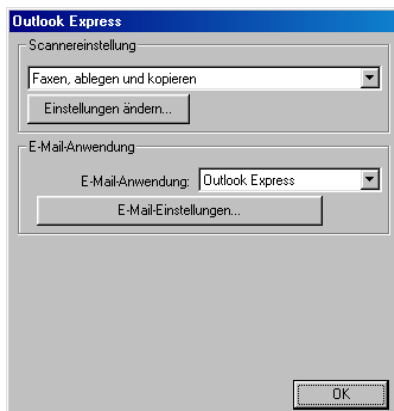 Outlook Express
Scannereinstellung
Faxen, ablegen und kopieren
Einstellungen ändern...
E-Mail-Anwendung
E-Mail-Anwendung: Outlook Express
E-Mail-Einstellungen...
OK